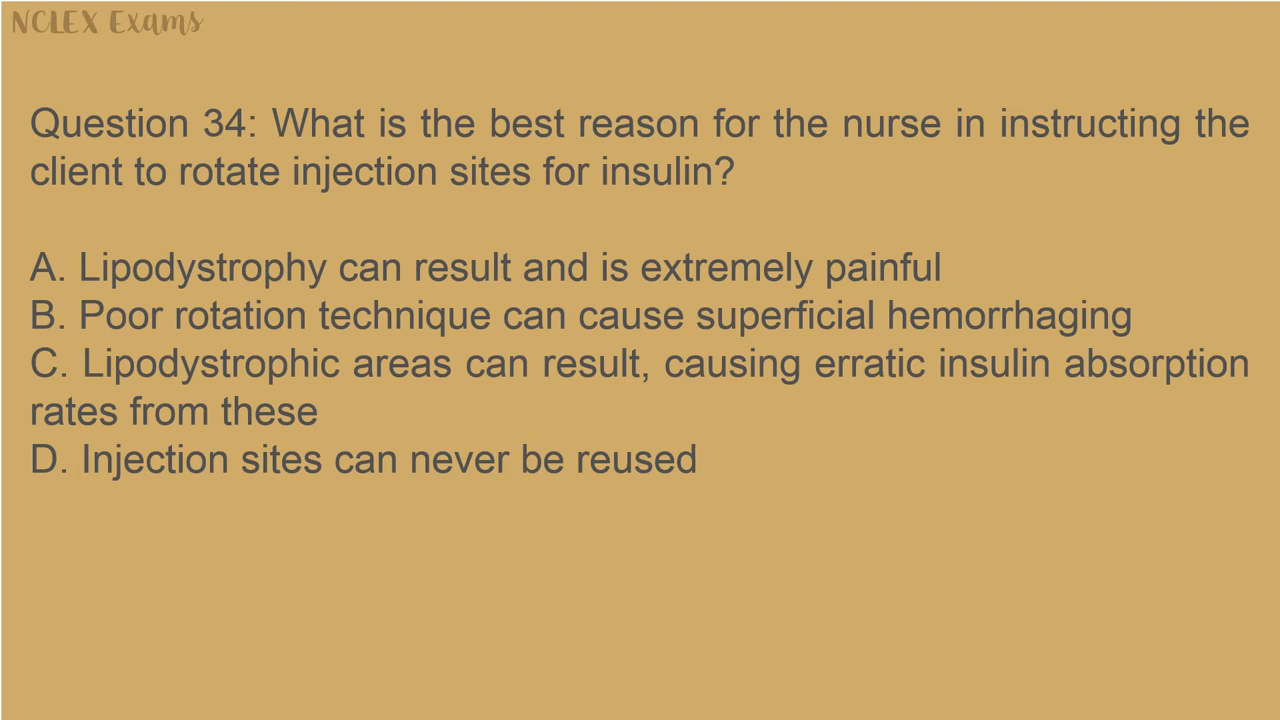 NCLEX Exams
Question 34: What is the best reason for the nurse in instructing the
client to rotate injection sites for insulin?
A. Lipodystrophy can result and is extremely painful
B. Poor rotation technique can cause superficial hemorrhaging
C. Lipodystrophic areas can result, causing erratic insulin absorption
rates from these
D. Injection sites can never be reused